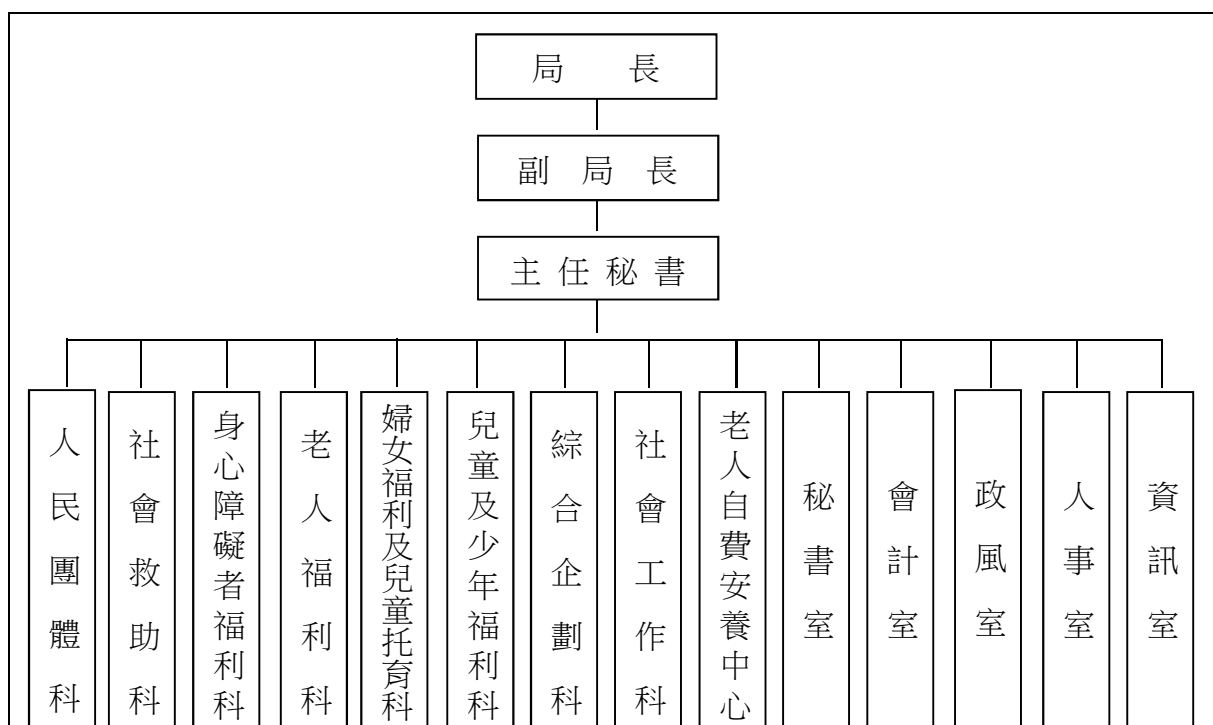 局長
副局長
主任秘書
人民團體科
社會救助科
身心障礙者福利科
老人福利科
婦女福利及兒童托育科
兒童及少年福利科
綜合企劃科
社會工作科
老人自費安養中心
秘書室
會計室
政風室
人事室
資訊室